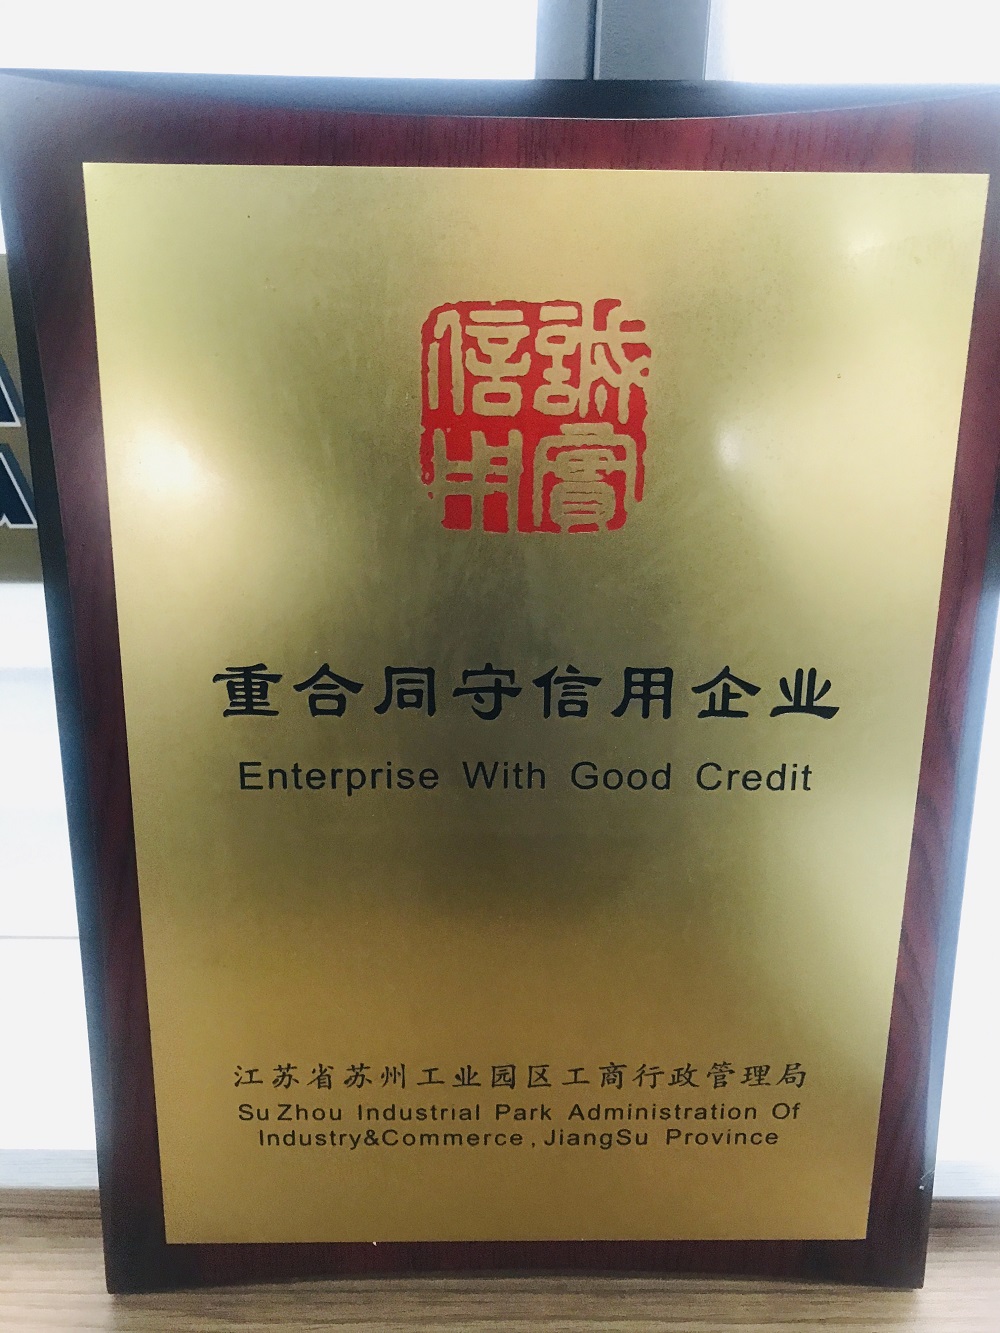 誠信
實用
重合同守信用企业
Enterprise With Good Credit
江苏省苏州工业园区工商行政管理局
SuZhou Industrial Park Administration Of
Industry&Commerce,JiangSu Province